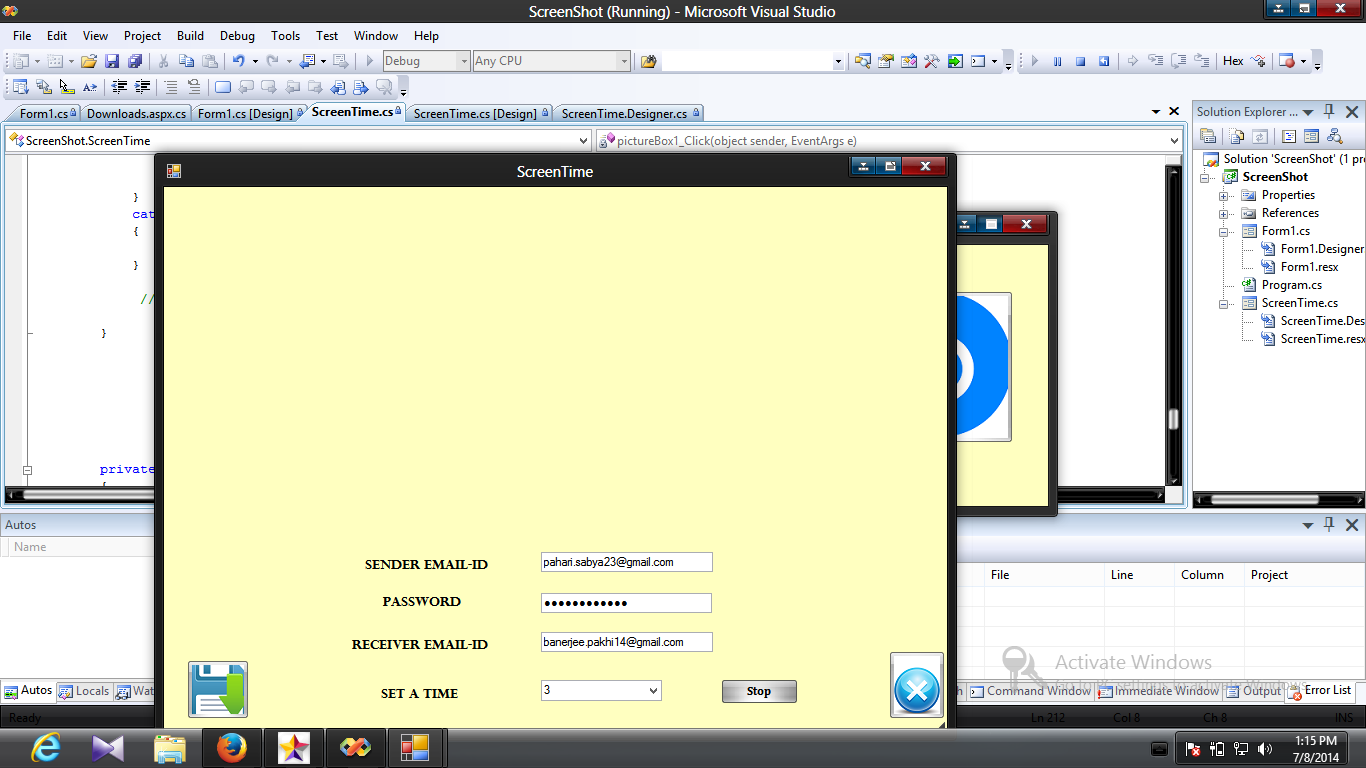 ScreenShot (Running) - Microsoft Visual Studio
File Edit View Project Build Debug Tools Test Window Help
Debug Any CPU Hex
Form1.cs Downloads.aspx.cs Form1.cs [Design] ScreenTime.cs ScreenTime.cs [Design] ScreenTime.Designer.cs
Solution Explorer ...
ScreenShot.ScreenTime pictureBox1_Click(object sender, EventArgs e)
Solution 'ScreenShot' (1 pr
ScreenShot
Properties
References
Form1.cs
Form1.Designer
Form1.resx
Program.cs
ScreenTime.cs
ScreenTime.Des
ScreenTime.resx
}
cat
{
}
//
}
private
{
ScreenTime
SENDER EMAIL-ID pahari.sabya23@gmail.com
PASSWORD ●●●●●●●●●●●●
RECEIVER EMAIL-ID banerjee.pakhi14@gmail.com
SET A TIME 3 Stop
Autos
Name
File Line Column Project
Activate Windows
Go to PC settings to activate Windows.
Autos Locals Wat h Command Window Immediate Window Output Error List
Ready Ln 212 Col 8 Ch 8 INS
1:15 PM
7/8/2014